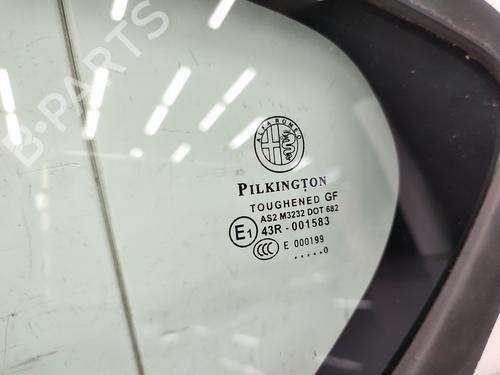 B-PARTS
ALFA ROMEO
PILKINGTON
TOUGHENED GF
AS2 M3232 DOT 682
E1 43R-001583
CCC E 000199
.....0